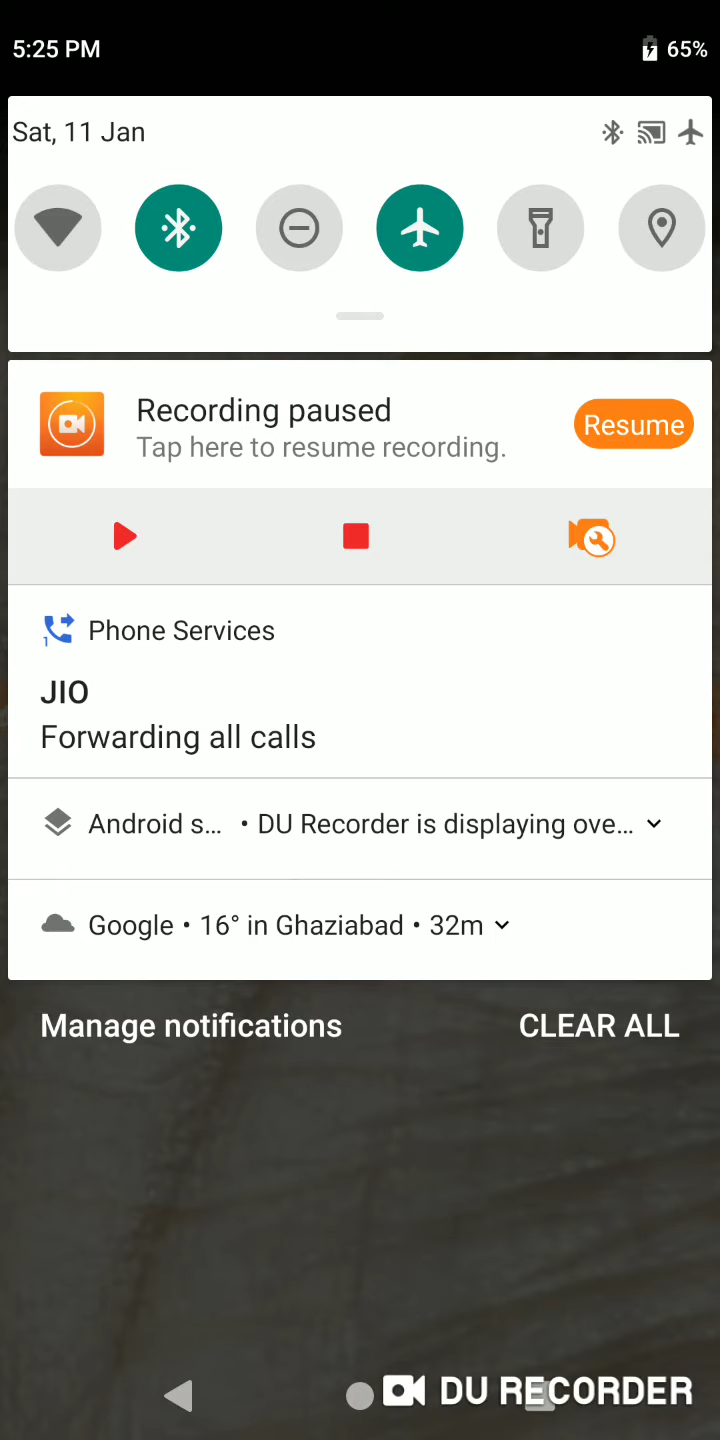 5:25 PM 65%
Sat, 11 Jan
Recording paused
Tap here to resume recording.
Resume
1 Phone Services
JIO
Forwarding all calls
Android s... • DU Recorder is displaying ove...
Google • 16° in Ghaziabad • 32m
Manage notifications CLEAR ALL
DU RECORDER